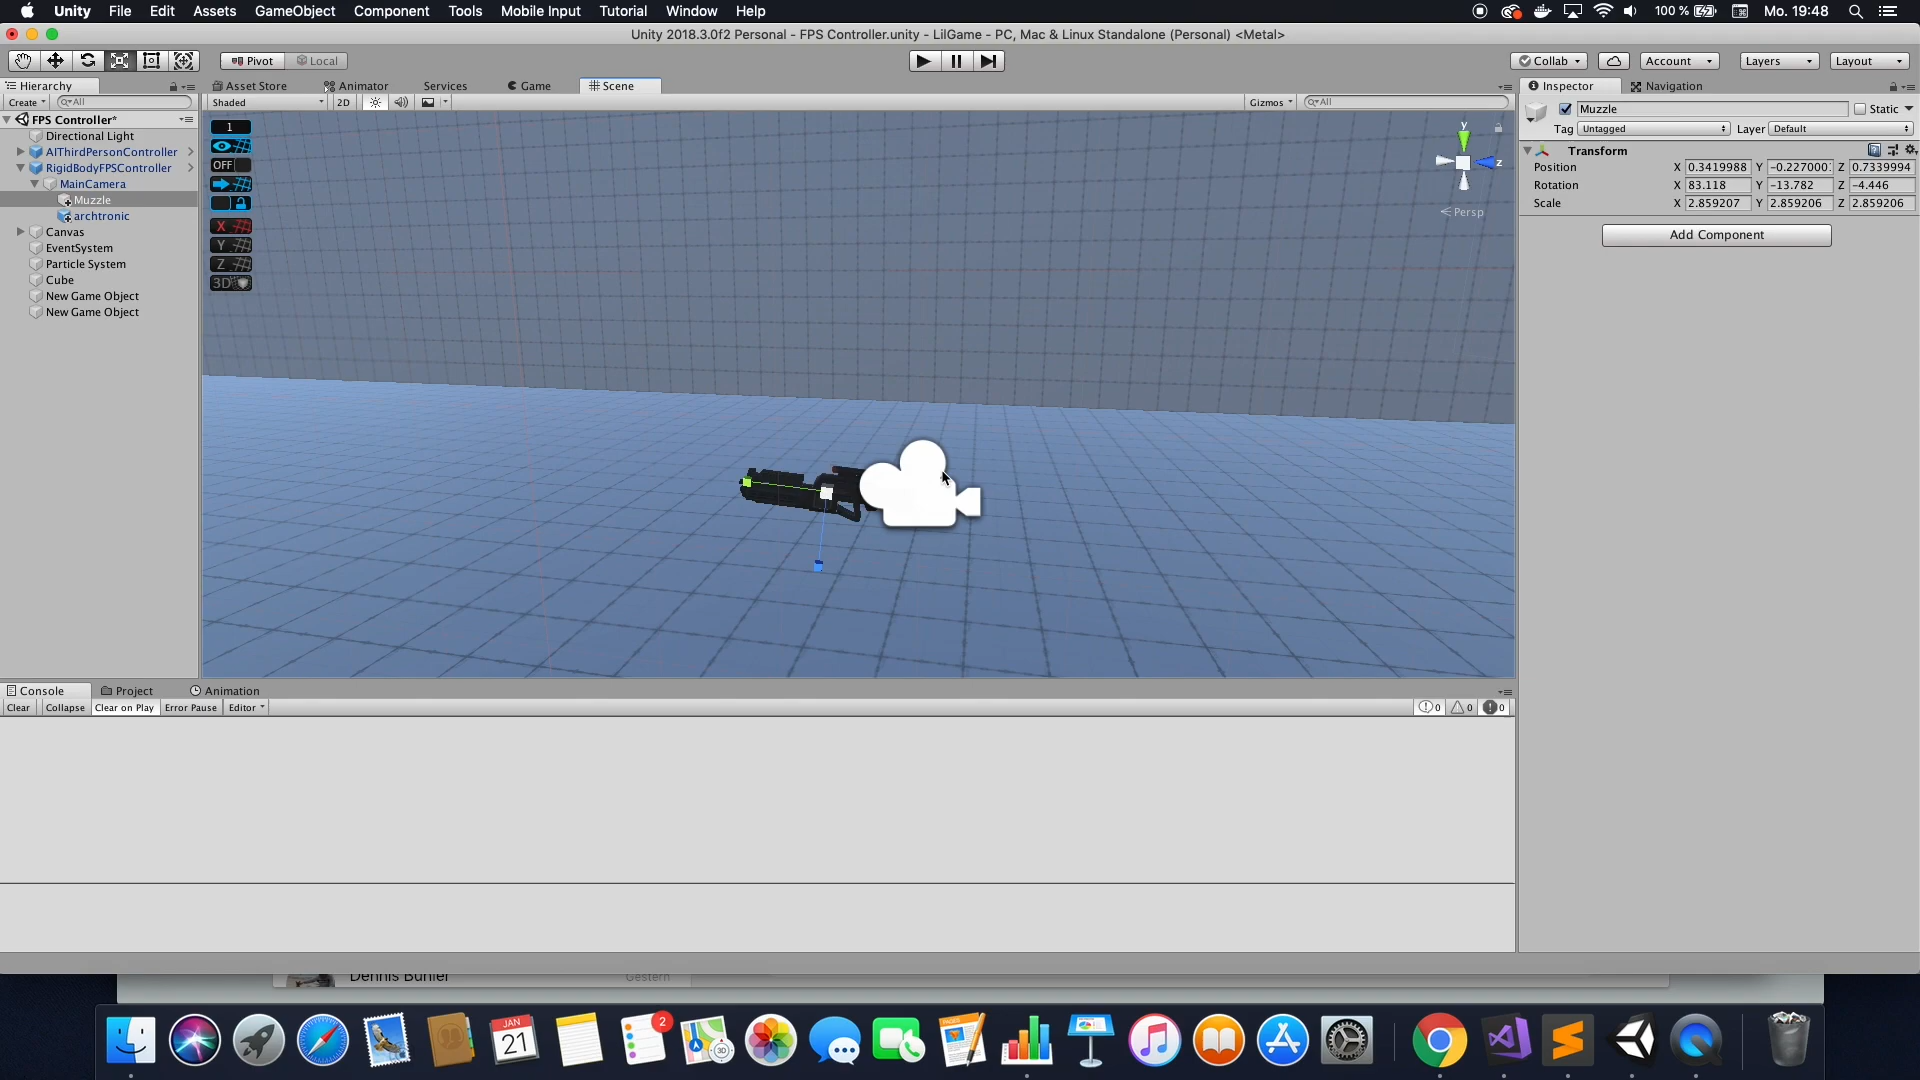 Unity File Edit Assets GameObject Component Tools Mobile Input Tutorial Window Help 100 % Mo. 19:48
Unity 2018.3.0f2 Personal - FPS Controller.unity - LilGame - PC, Mac & Linux Standalone (Personal) <Metal>
Pivot Local Collab Account Layers Layout
Hierarchy Asset Store Animator Services Game Scene Inspector Navigation
Create All Shaded 2D Gizmos All Muzzle Static
FPS Controller* 1 y Tag Untagged Layer Default
Directional Light
AIThirdPersonController Transform
RigidBodyFPSController OFF z Position X 0.3419988 Y -0.227000 Z 0.7339994
MainCamera Rotation X 83.118 Y -13.782 Z -4.446
Muzzle Scale X 2.859207 Y 2.859206 Z 2.859206
archtronic Persp
Canvas X Add Component
EventSystem Y
Particle System Z
Cube 3D
New Game Object
New Game Object
Console Project Animation
Clear Collapse Clear on Play Error Pause Editor 0 0 0
Dennis Bühler Gestern
JAN
21
2
3D
PAGES